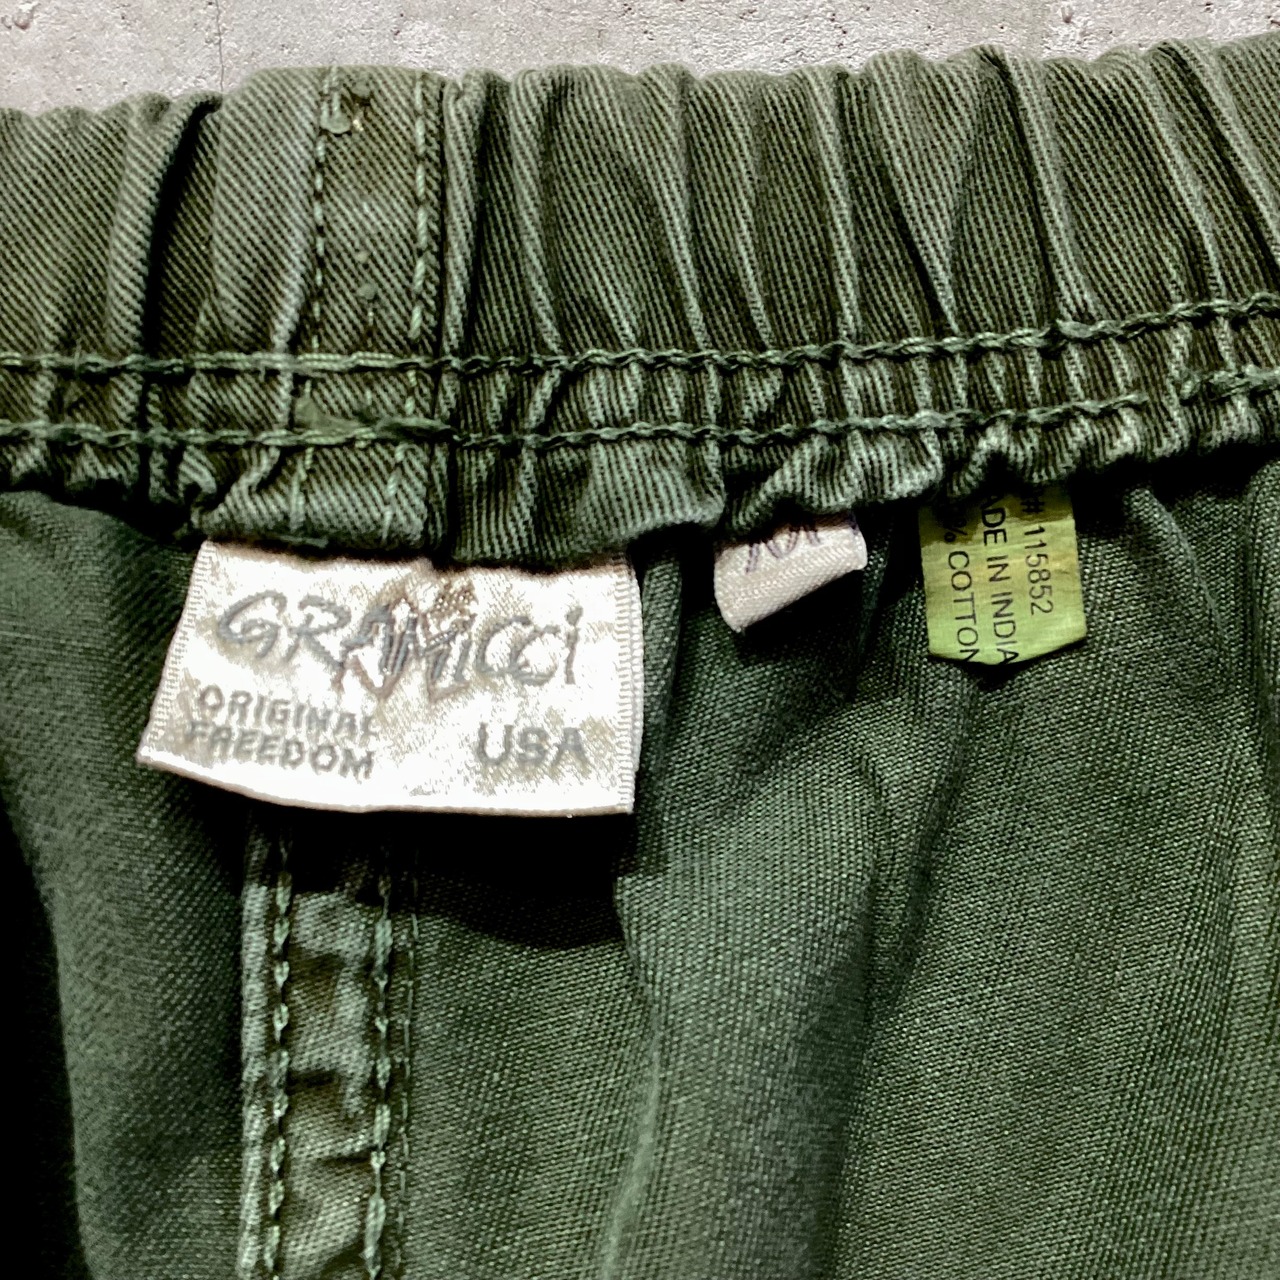 GRAMICCI
ORIGINAL
FREEDOM
USA
M
#115852
ADE IN INDIA
% COTTON